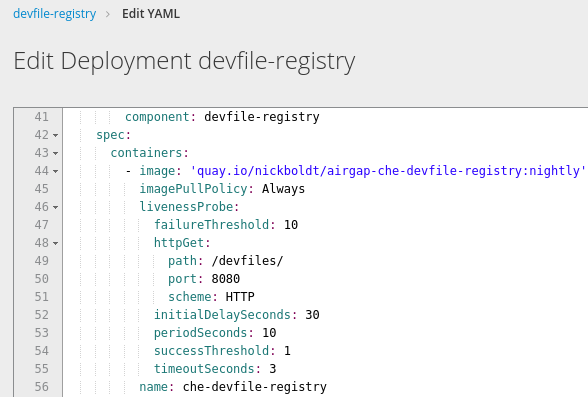 devfile-registry > Edit YAML
Edit Deployment devfile-registry
41 component: devfile-registry
42 spec:
43 containers:
44 - image: 'quay.io/nickboldt/airgap-che-devfile-registry:nightly'
45 imagePullPolicy: Always
46 livenessProbe:
47 failureThreshold: 10
48 httpGet:
49 path: /devfiles/
50 port: 8080
51 scheme: HTTP
52 initialDelaySeconds: 30
53 periodSeconds: 10
54 successThreshold: 1
55 timeoutSeconds: 3
56 name: che-devfile-registry